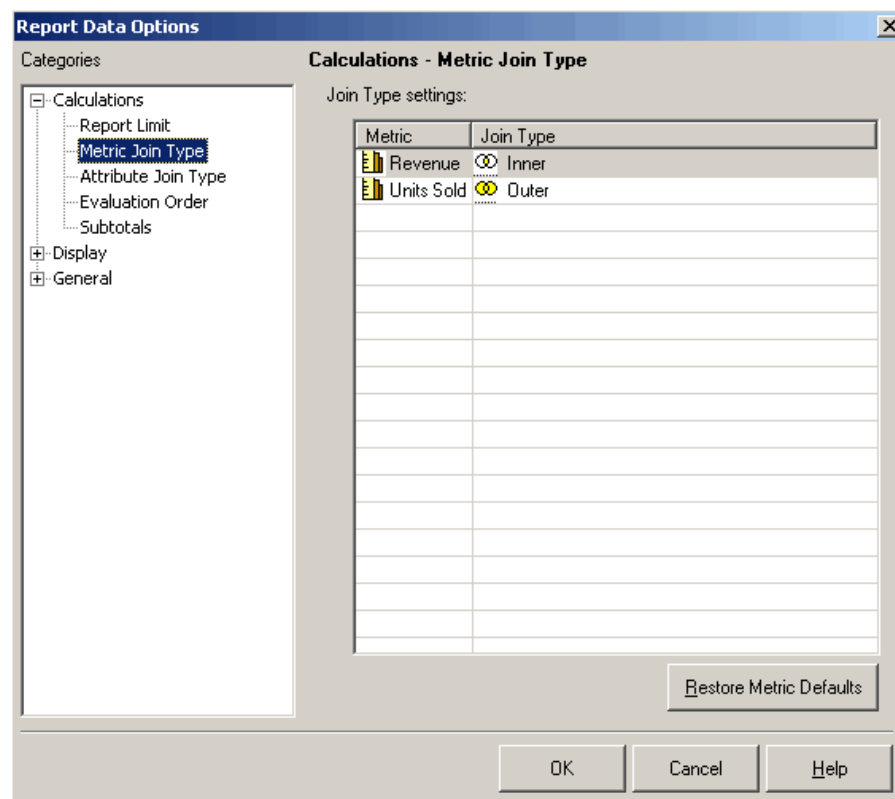 Report Data Options
Categories
Calculations
Report Limit
Metric Join Type
Attribute Join Type
Evaluation Order
Subtotals
Display
General
Calculations - Metric Join Type
Join Type settings:
Metric Join Type
Revenue Inner
Units Sold Outer
Restore Metric Defaults
OK Cancel Help